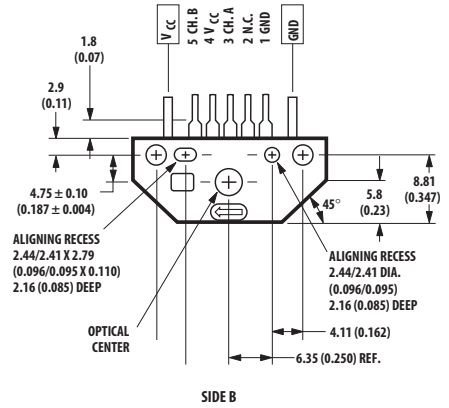 V CC
5 CH. B
4 V CC
3 CH. A
2 N.C.
1 GND
GND
1.8
(0.07)
2.9
(0.11)
4.75 ± 0.10
(0.187 ± 0.004)
8.81
(0.347)
5.8
(0.23)
45°
ALIGNING RECESS
2.44/2.41 X 2.79
(0.096/0.095 X 0.110)
2.16 (0.085) DEEP
ALIGNING RECESS
2.44/2.41 DIA.
(0.096/0.095)
2.16 (0.085) DEEP
OPTICAL
CENTER
4.11 (0.162)
6.35 (0.250) REF.
SIDE B